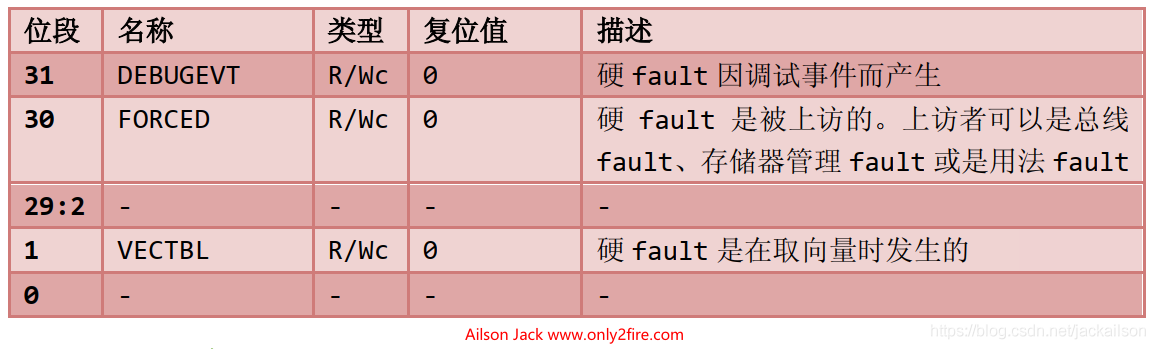 位段 名称 类型 复位值 描述
31 DEBUGEVT R/Wc 0 硬 fault 因调试事件而产生
30 FORCED R/Wc 0 硬 fault 是被上访的。上访者可以是总线
fault、存储器管理 fault 或是用法 fault
29:2 - - - -
1 VECTBL R/Wc 0 硬 fault 是在取向量时发生的
0 - - - -
Ailson Jack www.only2fire.com
https://blog.csdn.net/jackailson